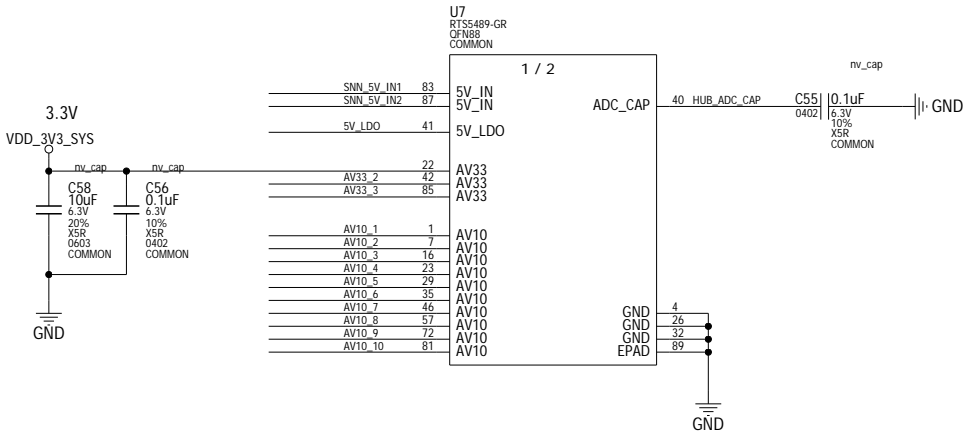 U7
RTS5489-GR
QFN88
COMMON
1 / 2
nv_cap
SNN_5V_IN1 83 5V_IN
SNN_5V_IN2 87 5V_IN
ADC_CAP 40 HUB_ADC_CAP C55 0.1uF GND
0402 6.3V
10%
X5R
COMMON
3.3V
5V_LDO 41 5V_LDO
VDD_3V3_SYS
nv_cap nv_cap 22 AV33
AV33_2 42 AV33
AV33_3 85 AV33
C58
10uF
6.3V
20%
X5R
0603
COMMON
C56
0.1uF
6.3V
10%
X5R
0402
COMMON
AV10_1 1 AV10
AV10_2 7 AV10
AV10_3 16 AV10
AV10_4 23 AV10
AV10_5 29 AV10
AV10_6 35 AV10
AV10_7 46 AV10 GND 4
AV10_8 57 AV10 GND 26
AV10_9 72 AV10 GND 32
AV10_10 81 AV10 EPAD 89
GND
GND